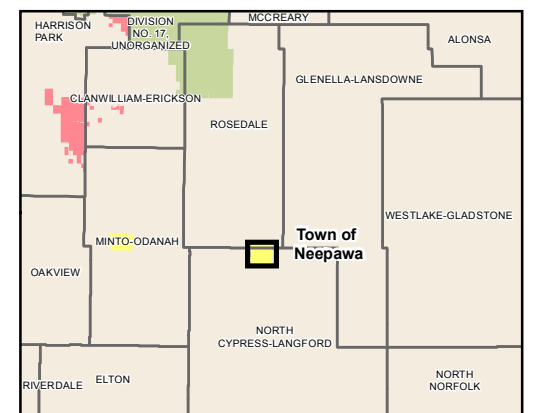 MCCREARY
HARRISON
PARK
DIVISION
NO. 17,
UNORGANIZED
ALONSA
GLENELLA-LANSDOWNE
CLANWILLIAM-ERICKSON
ROSEDALE
WESTLAKE-GLADSTONE
Town of
Neepawa
MINTO-ODANAH
OAKVIEW
NORTH
CYPRESS-LANGFORD
RIVERDALE
ELTON
NORTH
NORFOLK